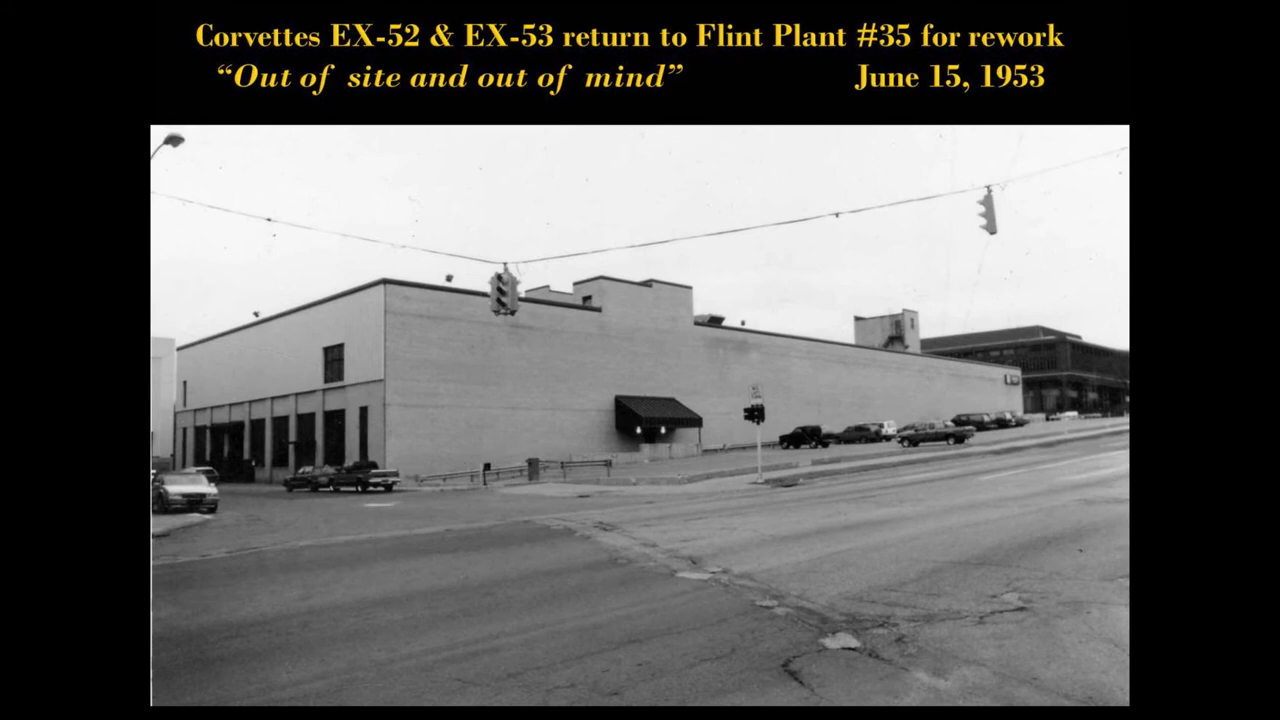 Corvettes EX-52 & EX-53 return to Flint Plant #35 for rework
“Out of site and out of mind” June 15, 1953